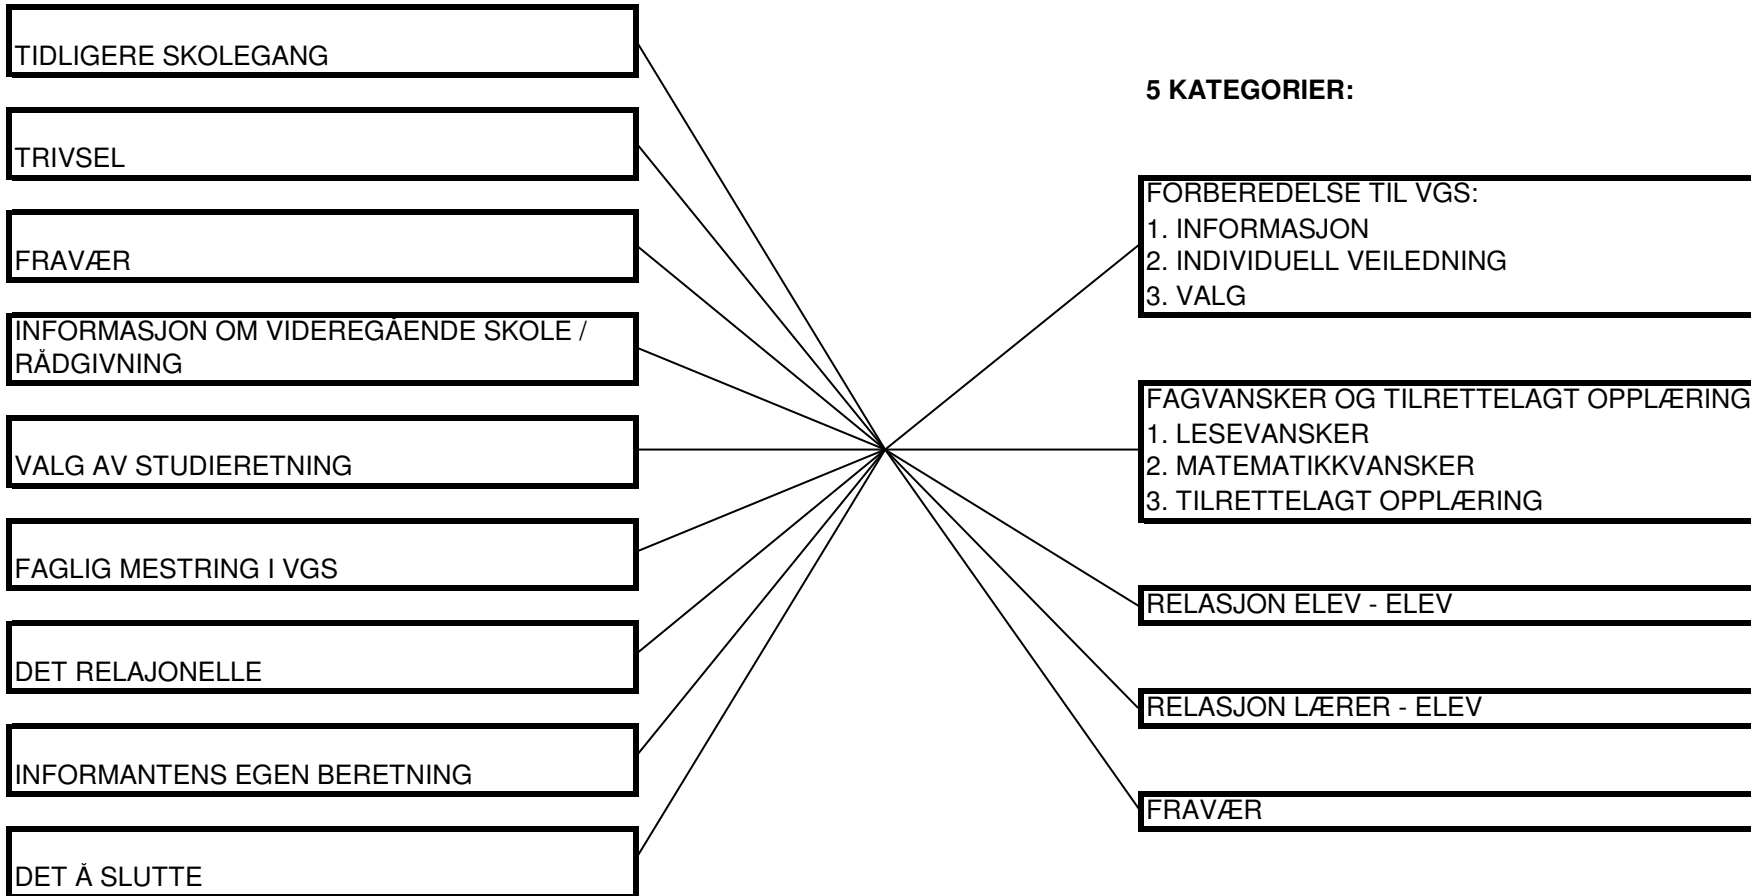 TIDLIGERE SKOLEGANG
TRIVSEL
FRAVÆR
INFORMASJON OM VIDEREGÅENDE SKOLE /
RÅDGIVNING
VALG AV STUDIERETNING
FAGLIG MESTRING I VGS
DET RELAJONELLE
INFORMANTENS EGEN BERETNING
DET Å SLUTTE
5 KATEGORIER:
FORBEREDELSE TIL VGS:
1. INFORMASJON
2. INDIVIDUELL VEILEDNING
3. VALG
FAGVANSKER OG TILRETTELAGT OPPLÆRING
1. LESEVANSKER
2. MATEMATIKKVANSKER
3. TILRETTELAGT OPPLÆRING
RELASJON ELEV - ELEV
RELASJON LÆRER - ELEV
FRAVÆR